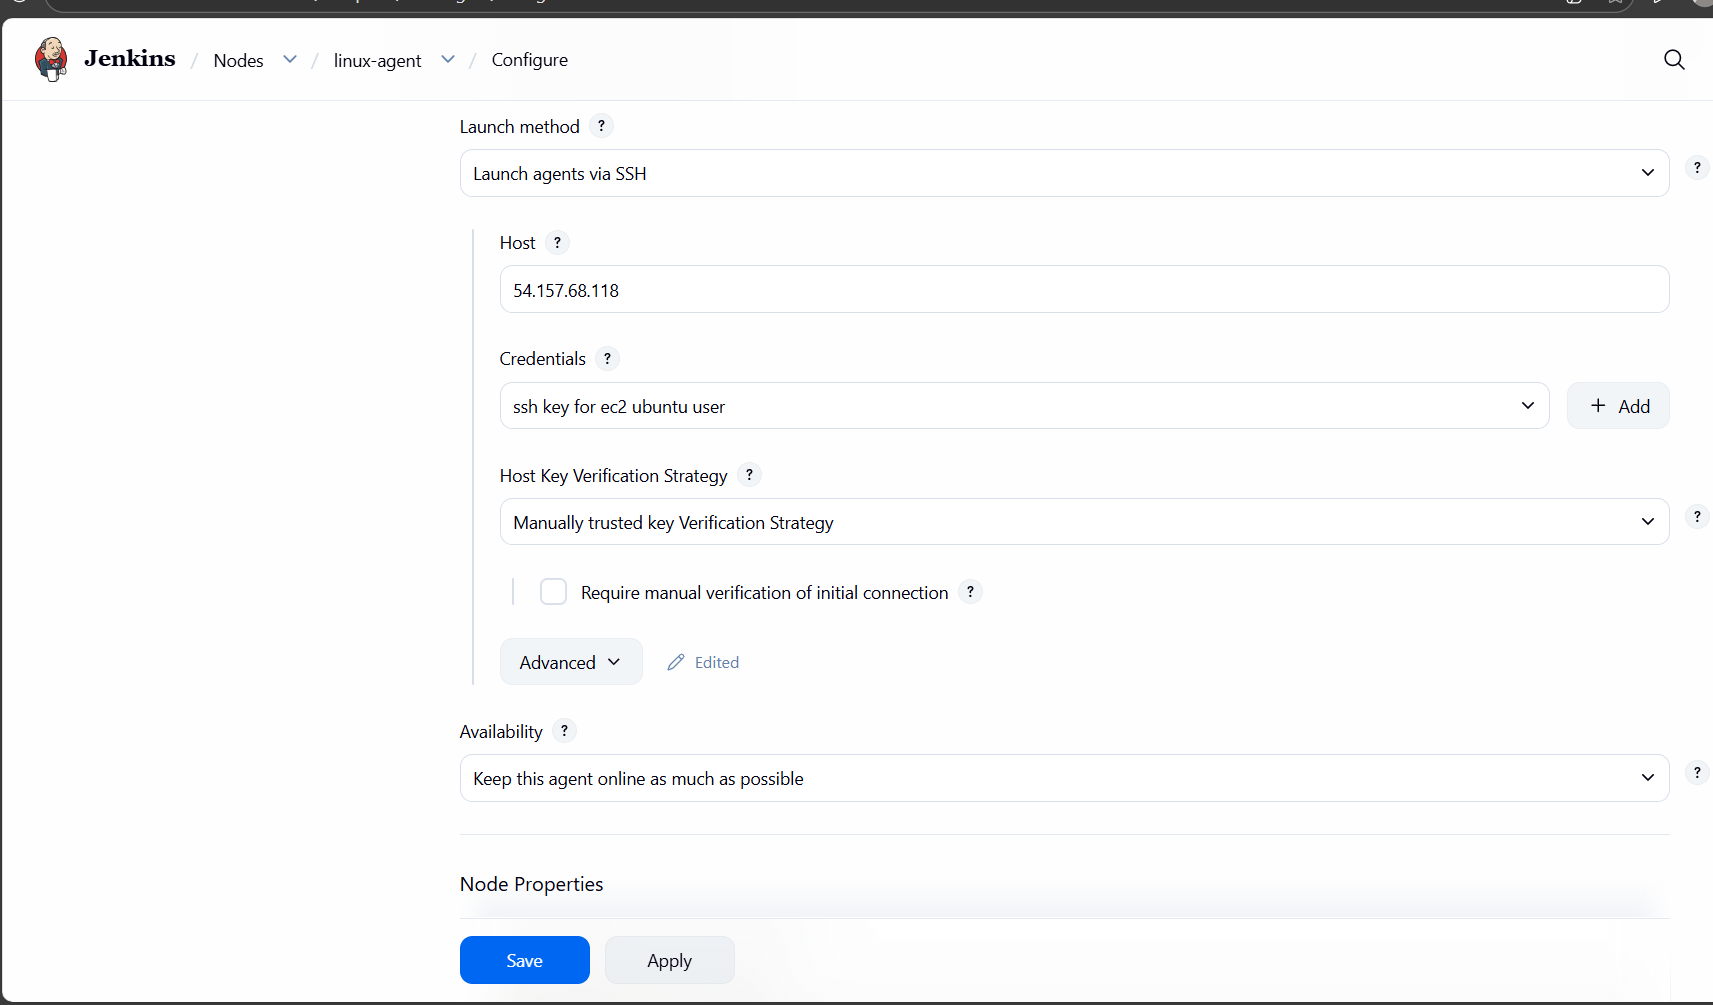 Jenkins / Nodes / linux-agent / Configure
Launch method ?
Launch agents via SSH
?
Host ?
54.157.68.118
Credentials ?
ssh key for ec2 ubuntu user
+ Add
Host Key Verification Strategy ?
Manually trusted key Verification Strategy
?
Require manual verification of initial connection ?
Advanced
Edited
Availability ?
Keep this agent online as much as possible
?
Node Properties
Save
Apply